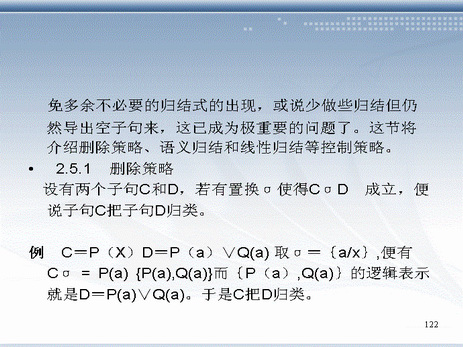 免多余不必要的归结式的出现，或说少做些归结但仍
然导出空子句来，这已成为极重要的问题了。这节将
介绍删除策略、语义归结和线性归结等控制策略。
• 2.5.1 删除策略
设有两个子句C和D，若有置换σ使得CσD 成立，便
说子句C把子句D归类。
例 C＝P（X）D＝P（a）∨Q(a) 取σ＝｛a/x｝,便有
Cσ = P(a) {P(a),Q(a)}而｛P（a）,Q(a)｝的逻辑表示
就是D＝P(a)∨Q(a)。于是C把D归类。
122